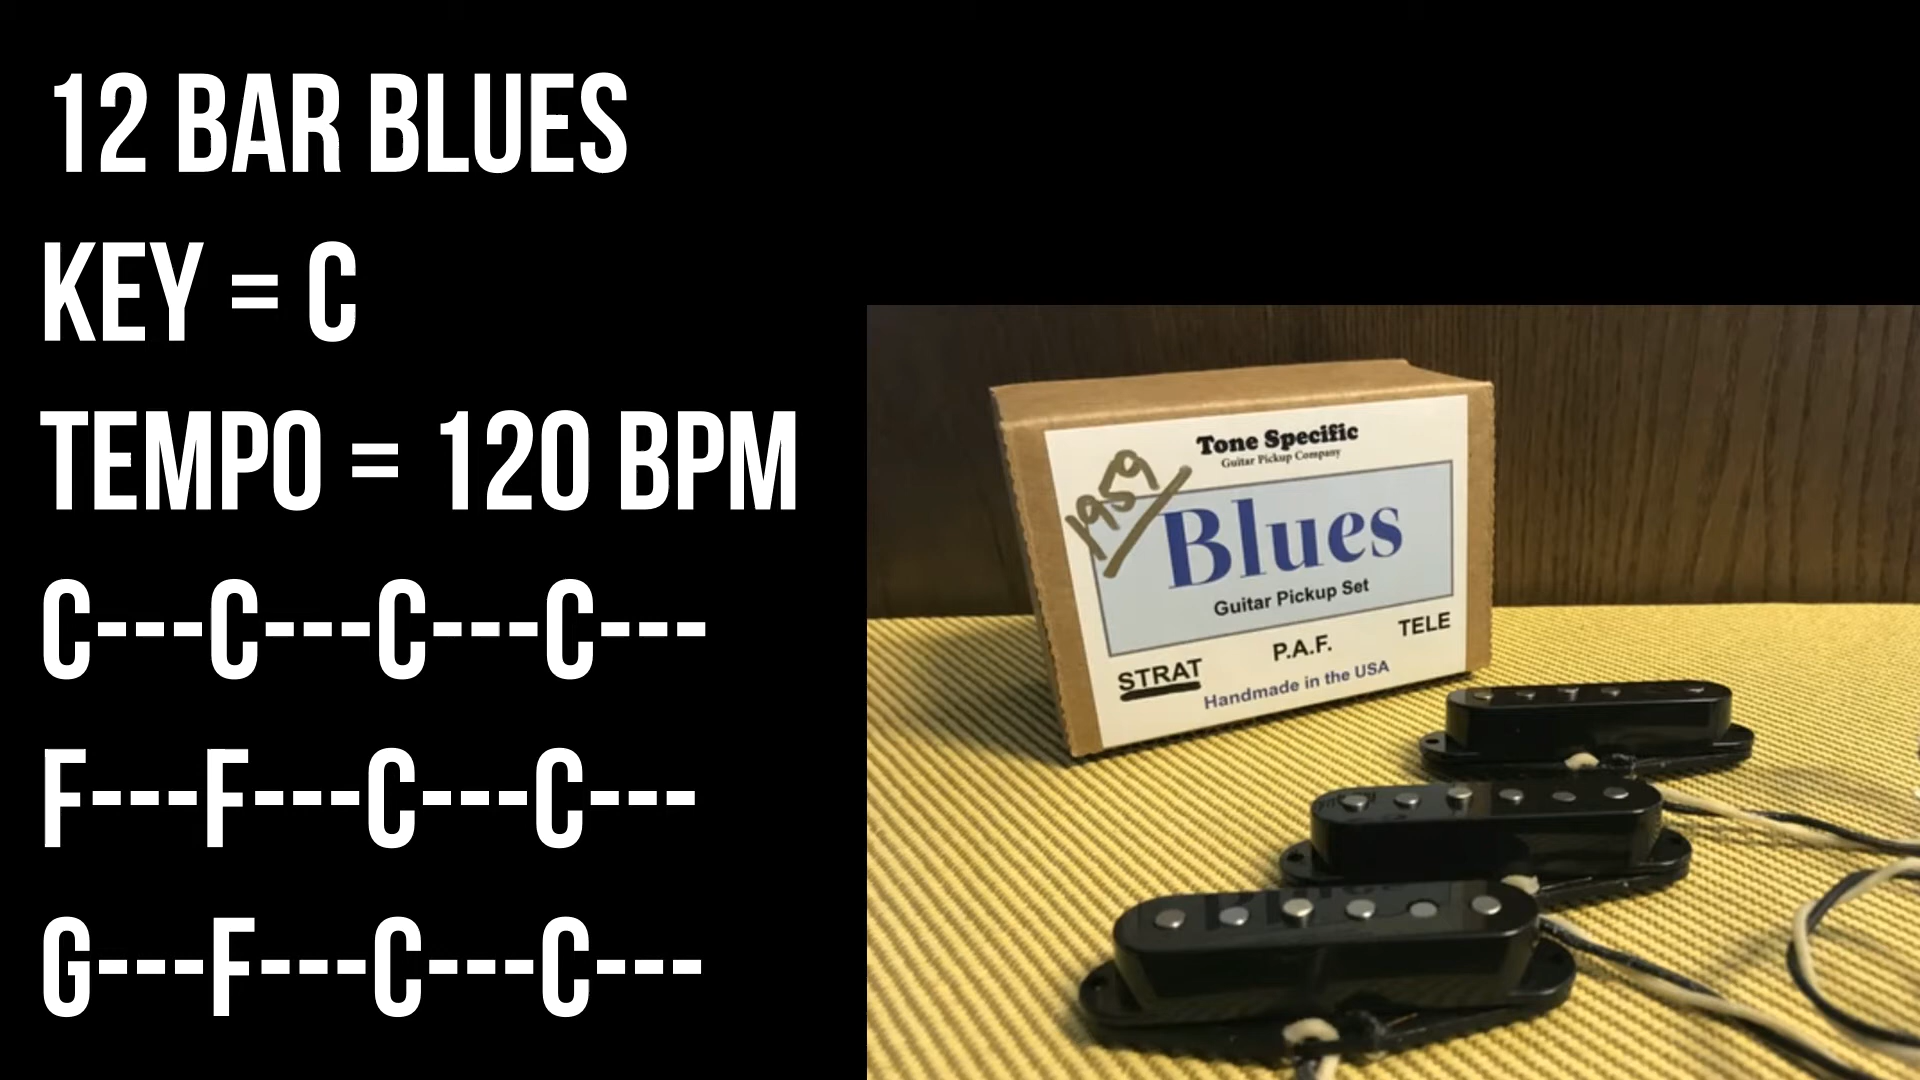 12 BAR BLUES
KEY = C
TEMPO = 120 BPM
C---C---C---C---
F---F---C---C---
G---F---C---C---
Tone Specific
Guitar Pickup Company
1959
Blues
Guitar Pickup Set
STRAT P.A.F. TELE
Handmade in the USA